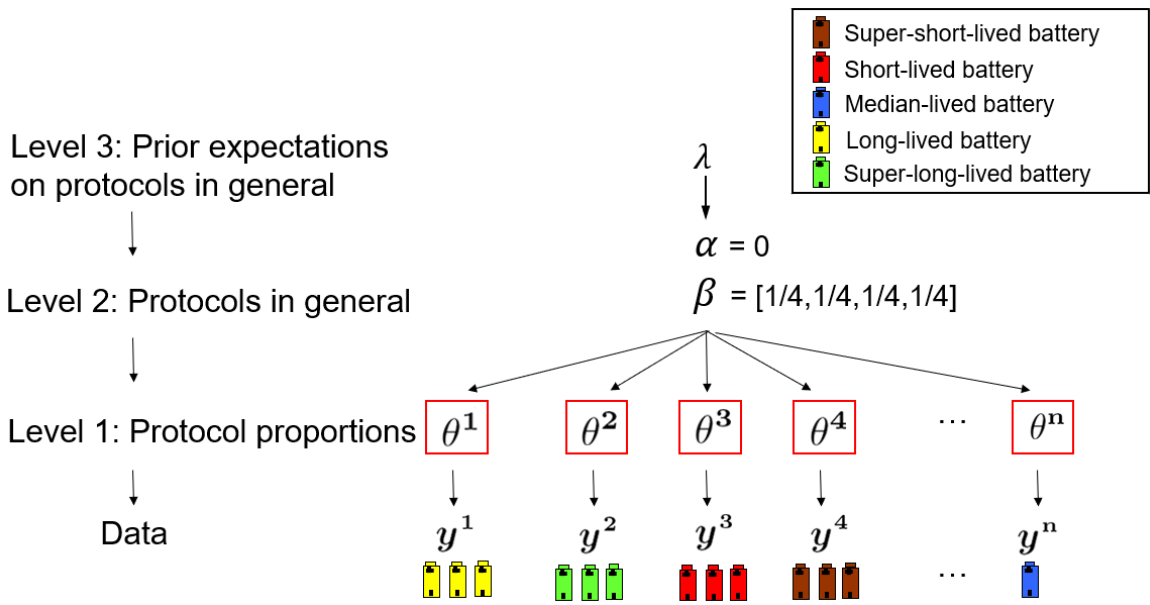 Super-short-lived battery
Short-lived battery
Median-lived battery
Long-lived battery
Super-long-lived battery
Level 3: Prior expectations
on protocols in general
λ
α = 0
Level 2: Protocols in general
β = [1/4,1/4,1/4,1/4]
Level 1: Protocol proportions
θ¹ θ² θ³ θ⁴ ... θⁿ
Data
y¹ y² y³ y⁴ yⁿ
...